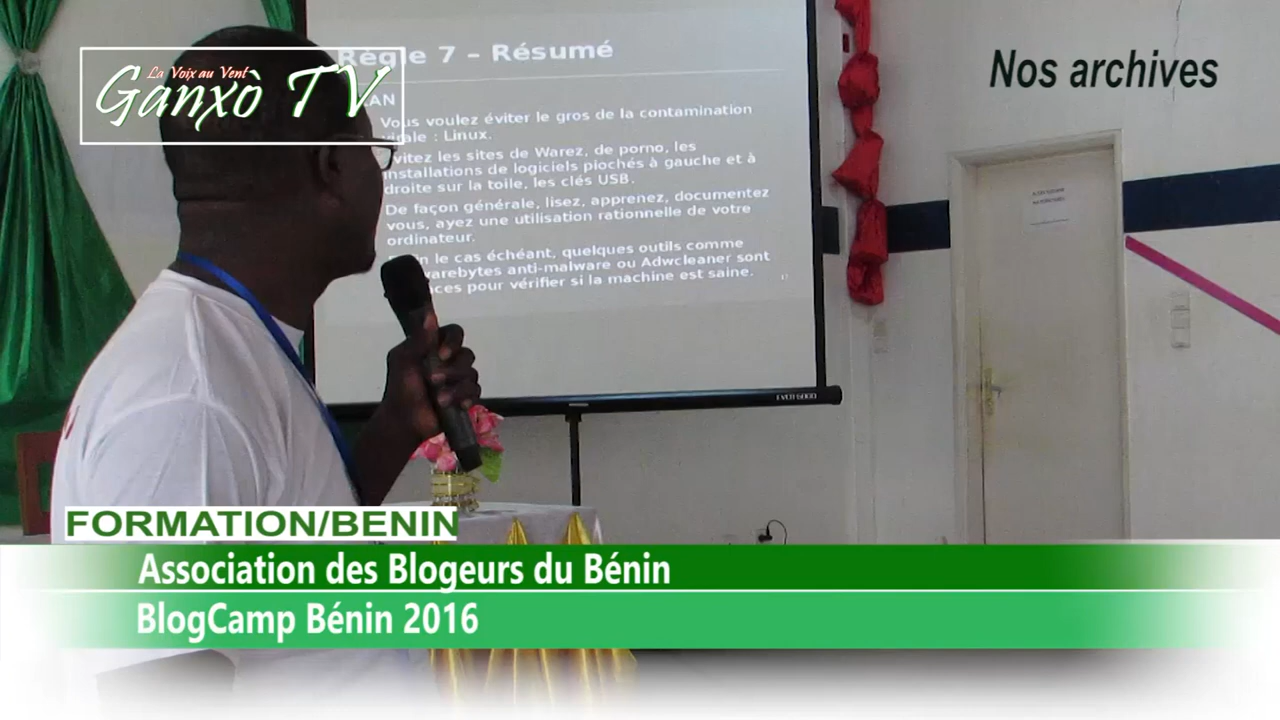 La Voix au Vent
Ganxò TV
Nos archives
Règle 7 – Résumé
Vous voulez éviter le gros de la contamination
virale : Linux.
Evitez les sites de Warez, de porno, les
installations de logiciels piochés à gauche et à
droite sur la toile, les clés USB.
De façon générale, lisez, apprenez, documentez
vous, ayez une utilisation rationnelle de votre
ordinateur.
le cas échéant, quelques outils comme
anti-malware ou Adwcleaner sont
pour vérifier si la machine est saine.
FORMATION/BENIN
Association des Blogeurs du Bénin
BlogCamp Bénin 2016